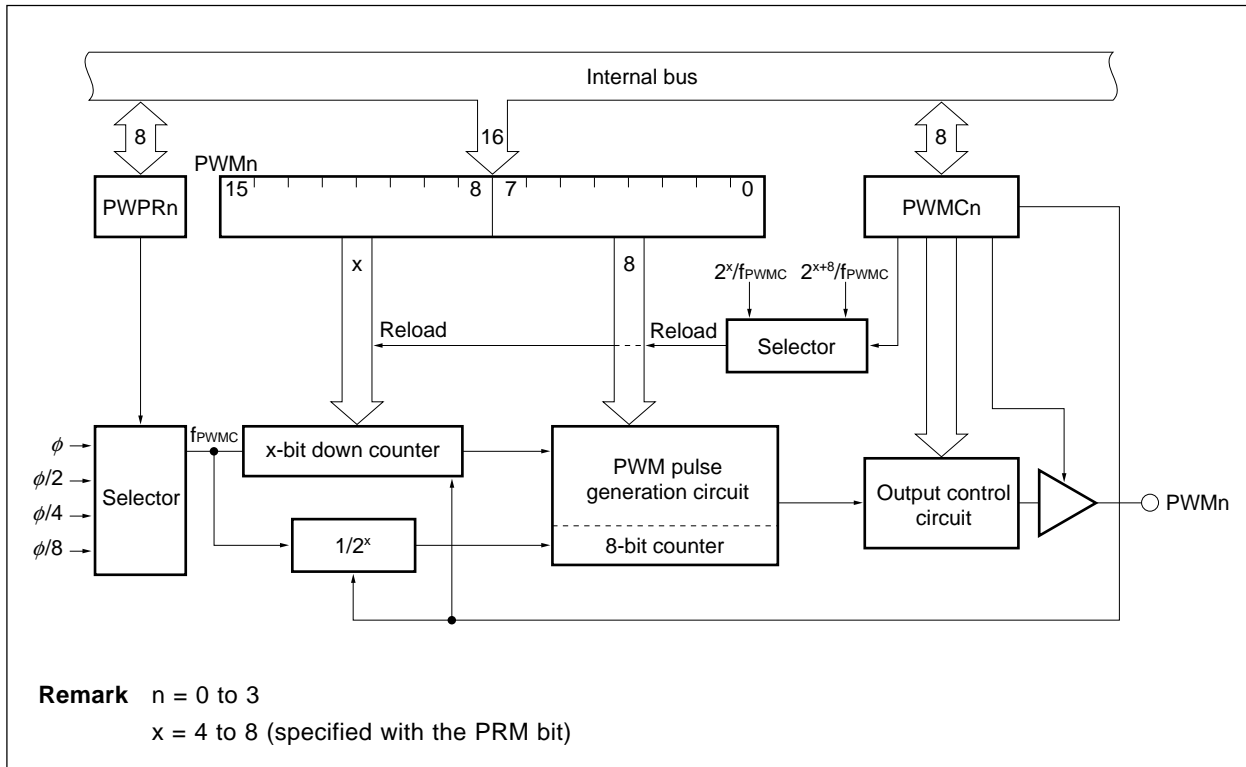 Internal bus
8
16
8
PWMn
15
8
7
0
PWPRn
PWMCn
x
8
2^x/fPWMC
2^x+8/fPWMC
Reload
Reload
Selector
ϕ
ϕ/2
ϕ/4
ϕ/8
Selector
fPWMC
x-bit down counter
1/2^x
PWM pulse
generation circuit
8-bit counter
Output control
circuit
PWMn
Remark n = 0 to 3
x = 4 to 8 (specified with the PRM bit)